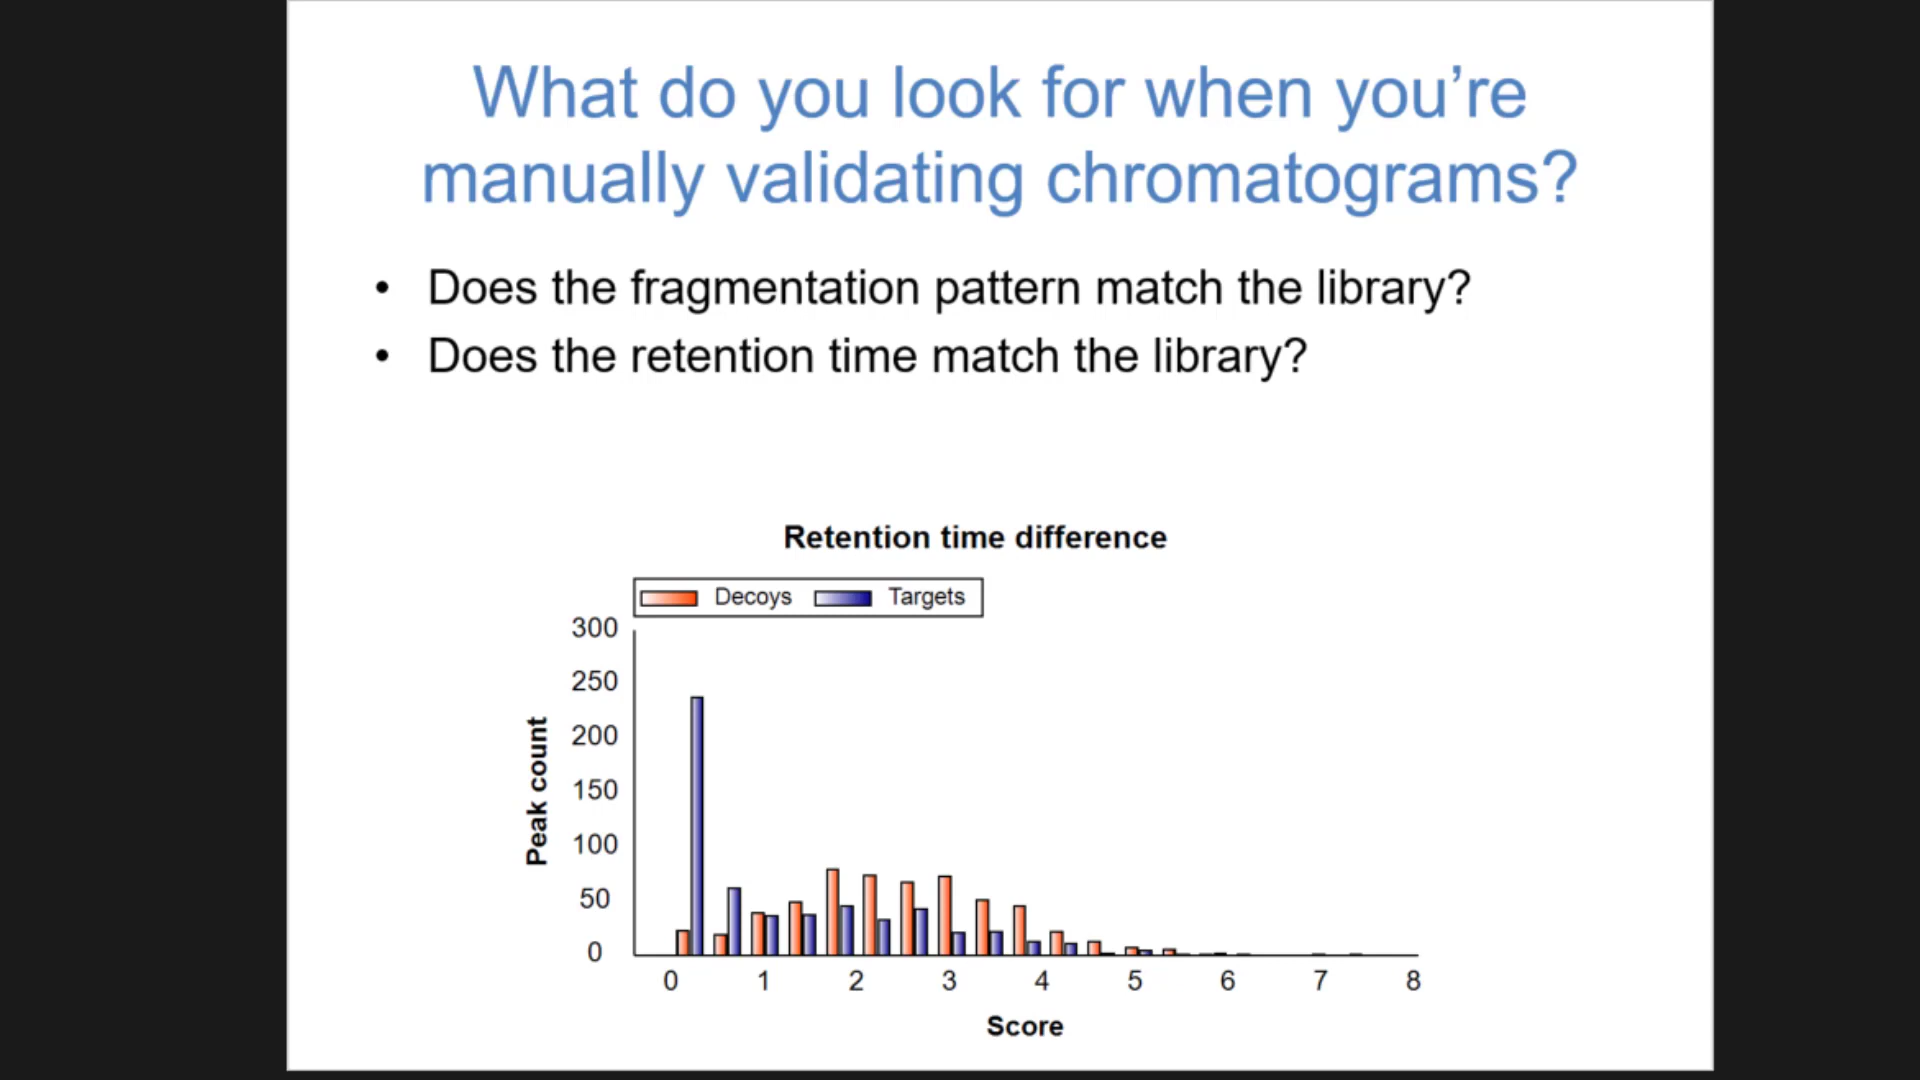 What do you look for when you’re
manually validating chromatograms?
• Does the fragmentation pattern match the library?
• Does the retention time match the library?
Retention time difference
Decoys Targets
300
250
200
150
100
50
0
Peak count
0 1 2 3 4 5 6 7 8
Score